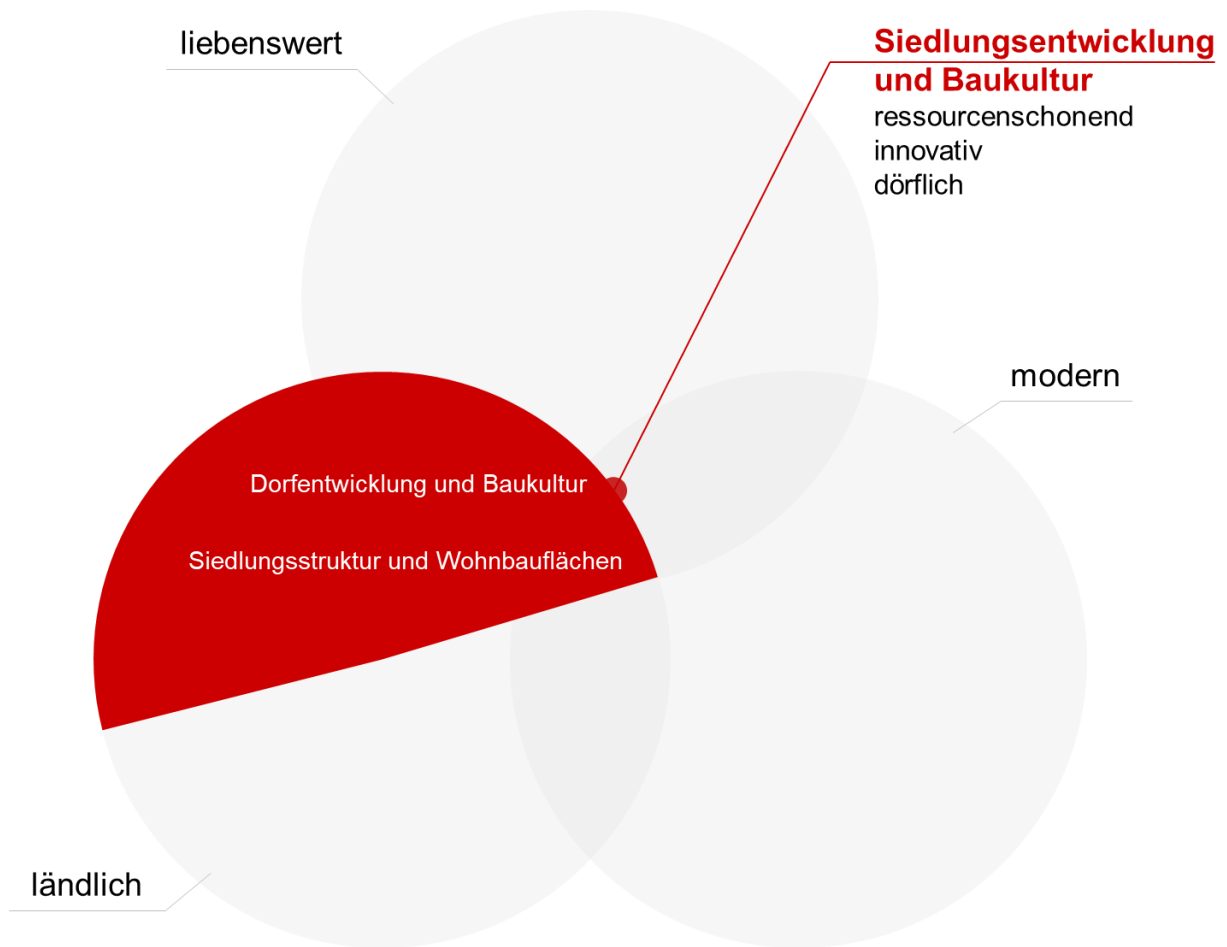 liebenswert
Siedlungsentwicklung
und Baukultur
ressourcenschonend
innovativ
dörflich
modern
Dorfentwicklung und Baukultur
Siedlungsstruktur und Wohnbauflächen
ländlich